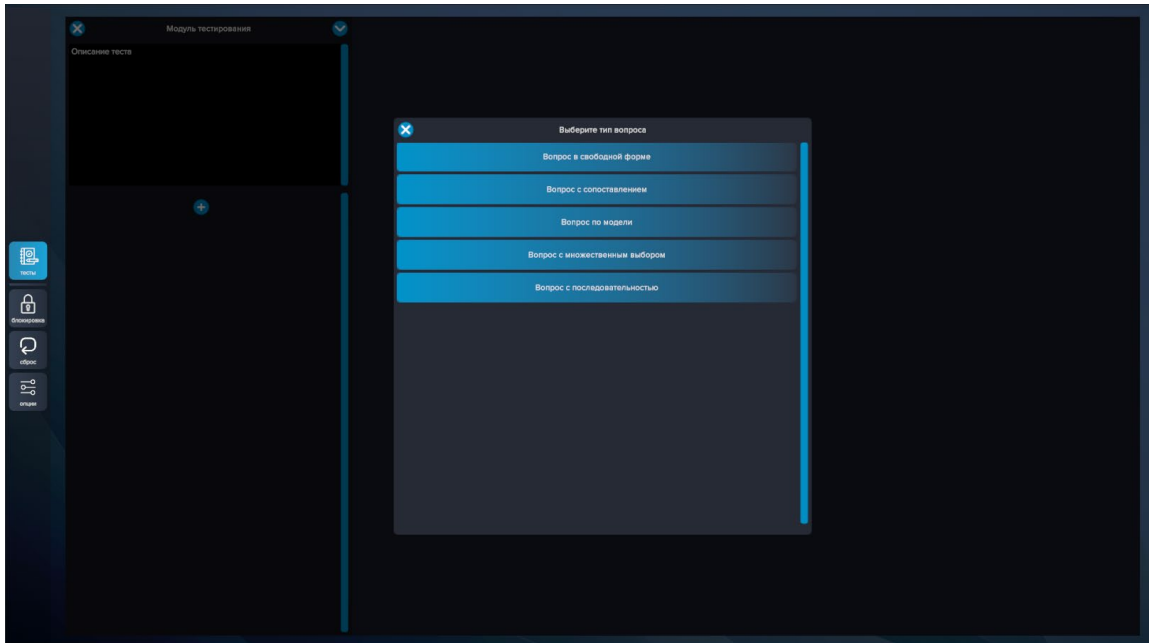 Модуль тестирования
Описание теста
Выберите тип вопроса
Вопрос в свободной форме
Вопрос с сопоставлением
Вопрос по модели
Вопрос с множественным выбором
Вопрос с последовательностью
тесты
блокировка
сброс
опции